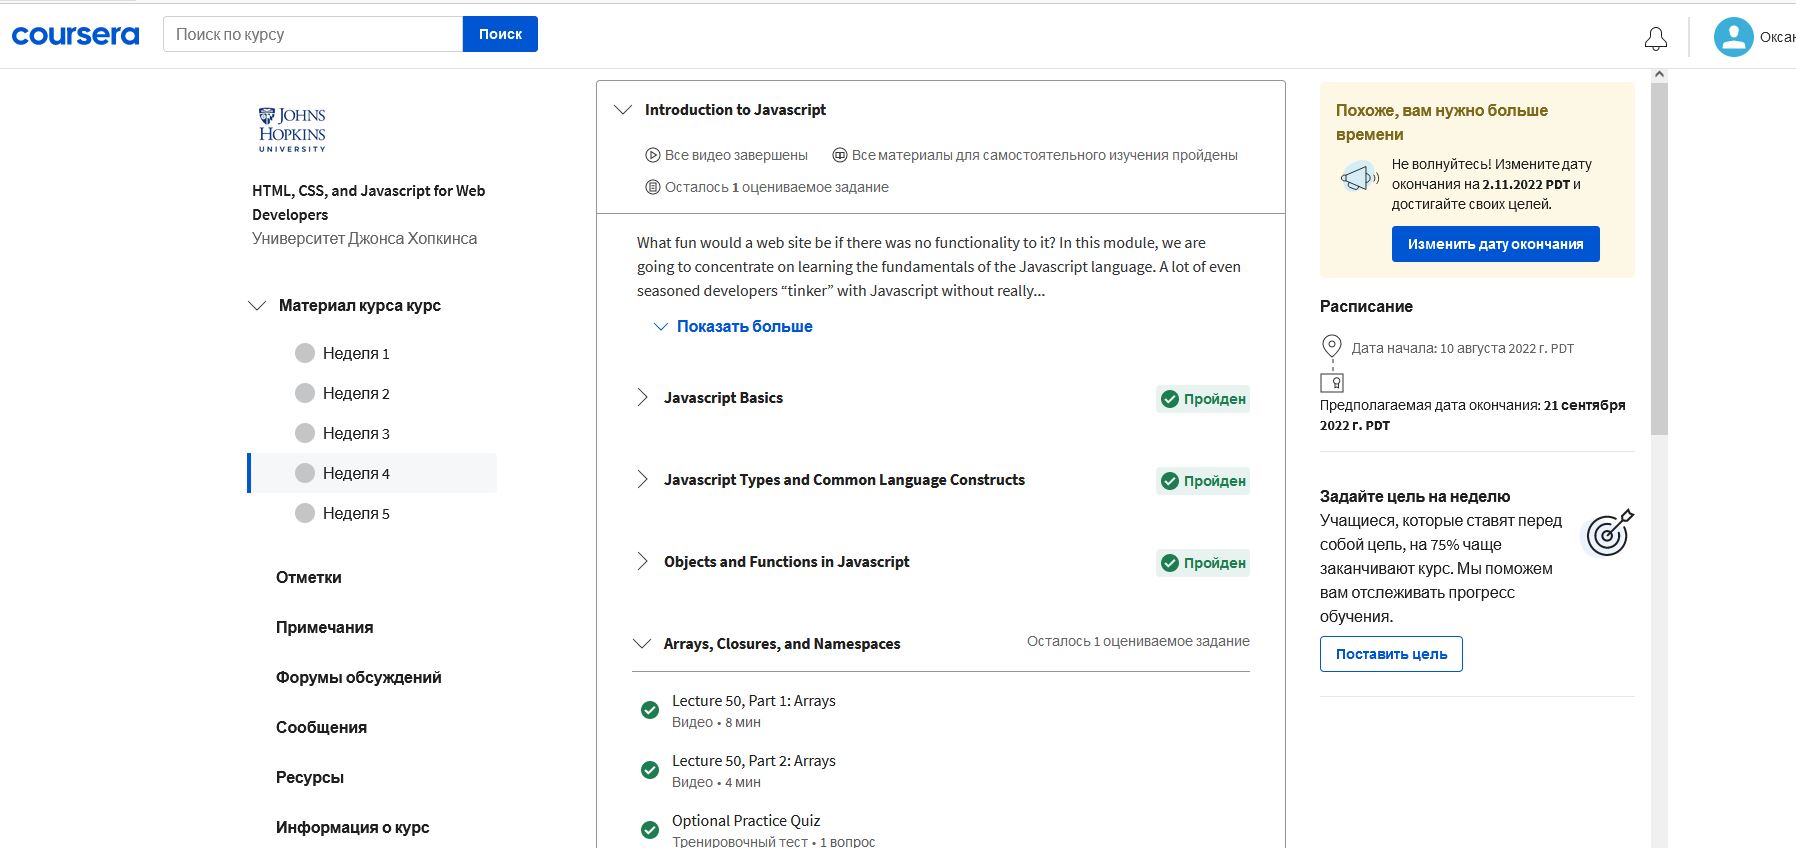 coursera
Поиск по курсу
Поиск
Оксан
JOHNS
HOPKINS
UNIVERSITY
HTML, CSS, and Javascript for Web
Developers
Университет Джонса Хопкинса
Материал курса курс
Неделя 1
Неделя 2
Неделя 3
Неделя 4
Неделя 5
Отметки
Примечания
Форумы обсуждений
Сообщения
Ресурсы
Информация о курс
Introduction to Javascript
Все видео завершены
Все материалы для самостоятельного изучения пройдены
Осталось 1 оцениваемое задание
What fun would a web site be if there was no functionality to it? In this module, we are
going to concentrate on learning the fundamentals of the Javascript language. A lot of even
seasoned developers “tinker” with Javascript without really...
Показать больше
Javascript Basics
Пройден
Javascript Types and Common Language Constructs
Пройден
Objects and Functions in Javascript
Пройден
Arrays, Closures, and Namespaces
Осталось 1 оцениваемое задание
Lecture 50, Part 1: Arrays
Видео • 8 мин
Lecture 50, Part 2: Arrays
Видео • 4 мин
Optional Practice Quiz
Тренировочный тест • 1 вопрос
Похоже, вам нужно больше
времени
Не волнуйтесь! Измените дату
окончания на 2.11.2022 PDT и
достигайте своих целей.
Изменить дату окончания
Расписание
Дата начала: 10 августа 2022 г. PDT
Предполагаемая дата окончания: 21 сентября
2022 г. PDT
Задайте цель на неделю
Учащиеся, которые ставят перед
собой цель, на 75% чаще
заканчивают курс. Мы поможем
вам отслеживать прогресс
обучения.
Поставить цель